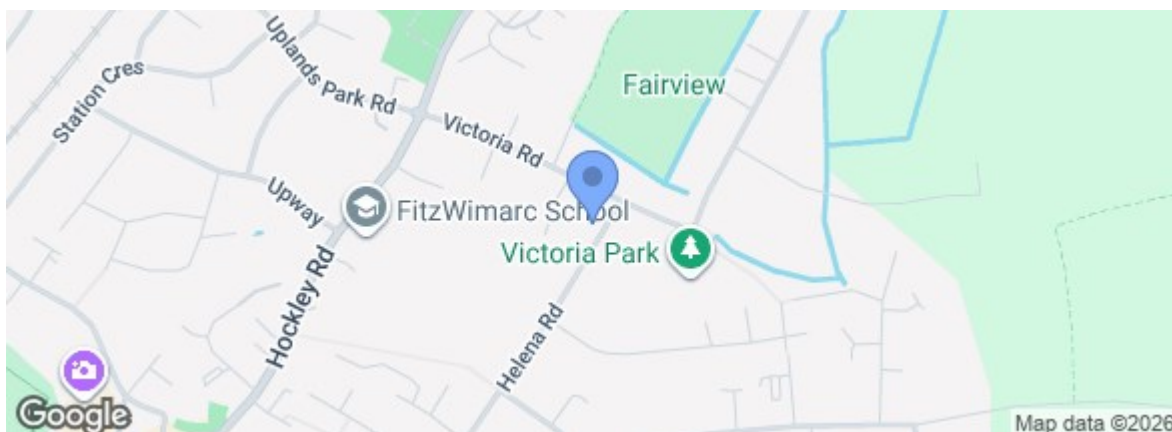 Uplands Park Rd
Station Cres
Fairview
Victoria Rd
Upway
FitzWimarc School
Victoria Park
Hockley Rd
Helena Rd
Google
Map data ©2026